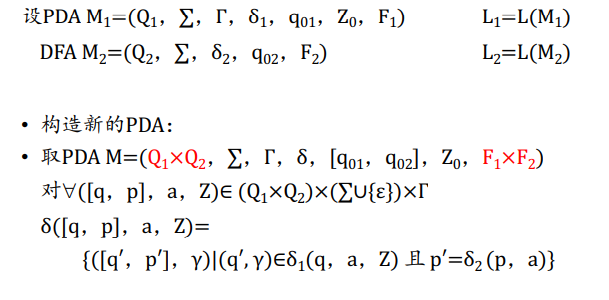 设PDA M₁=(Q₁，∑，Γ，δ₁，q₀₁，Z₀，F₁) L₁=L(M₁)
DFA M₂=(Q₂，∑，δ₂，q₀₂，F₂) L₂=L(M₂)
• 构造新的PDA：
• 取PDA M=(Q₁×Q₂，∑，Γ，δ，[q₀₁，q₀₂]，Z₀，F₁×F₂)
对∀([q，p]，a，Z)∈ (Q₁×Q₂)×(∑∪{ε})×Γ
δ([q，p]，a，Z)=
{([q′，p′]，γ)|(q′,γ)∈δ₁(q，a，Z) 且 p′=δ₂(p，a)}